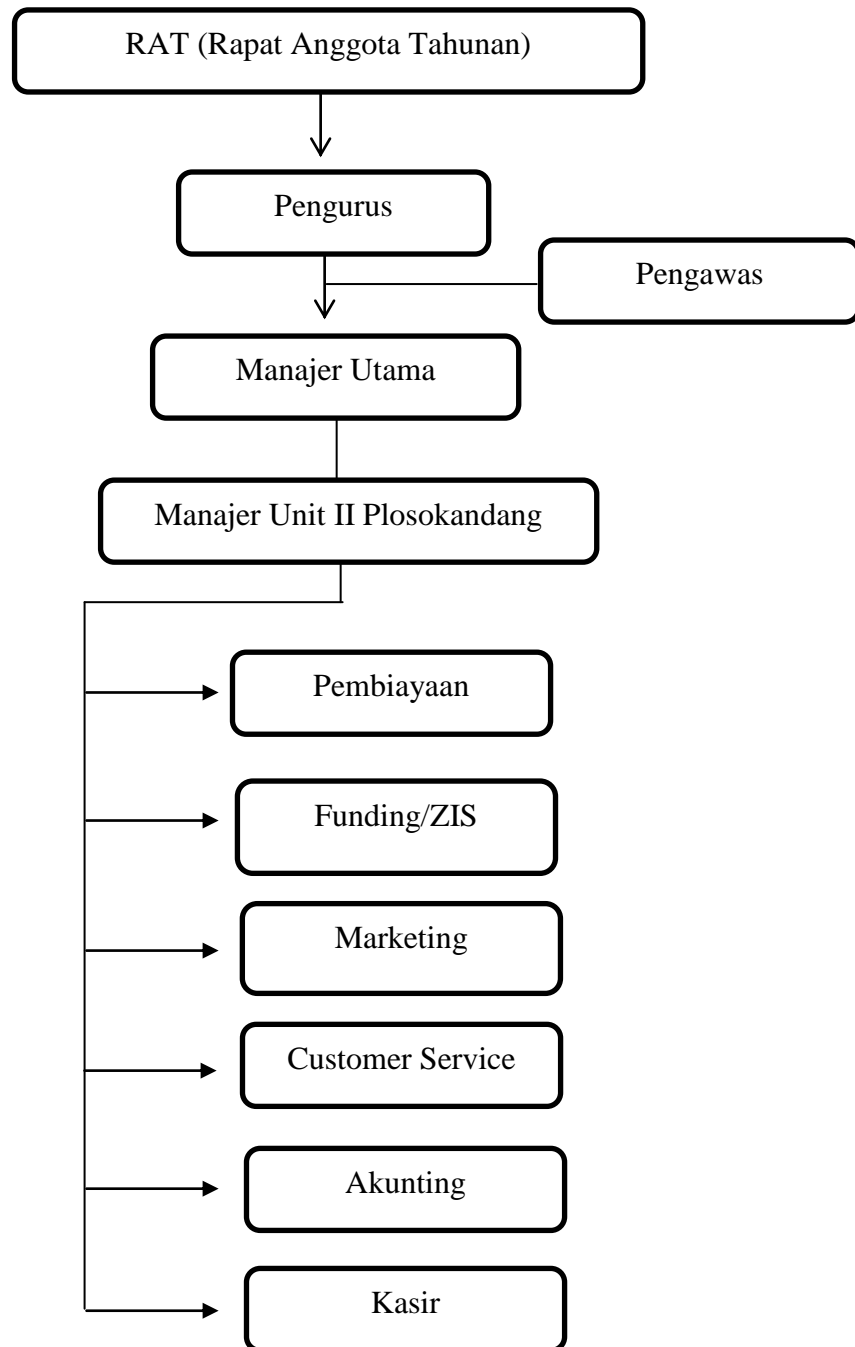 RAT (Rapat Anggota Tahunan)
Pengurus
Pengawas
Manajer Utama
Manajer Unit II Plosokandang
Pembiayaan
Funding/ZIS
Marketing
Customer Service
Akunting
Kasir